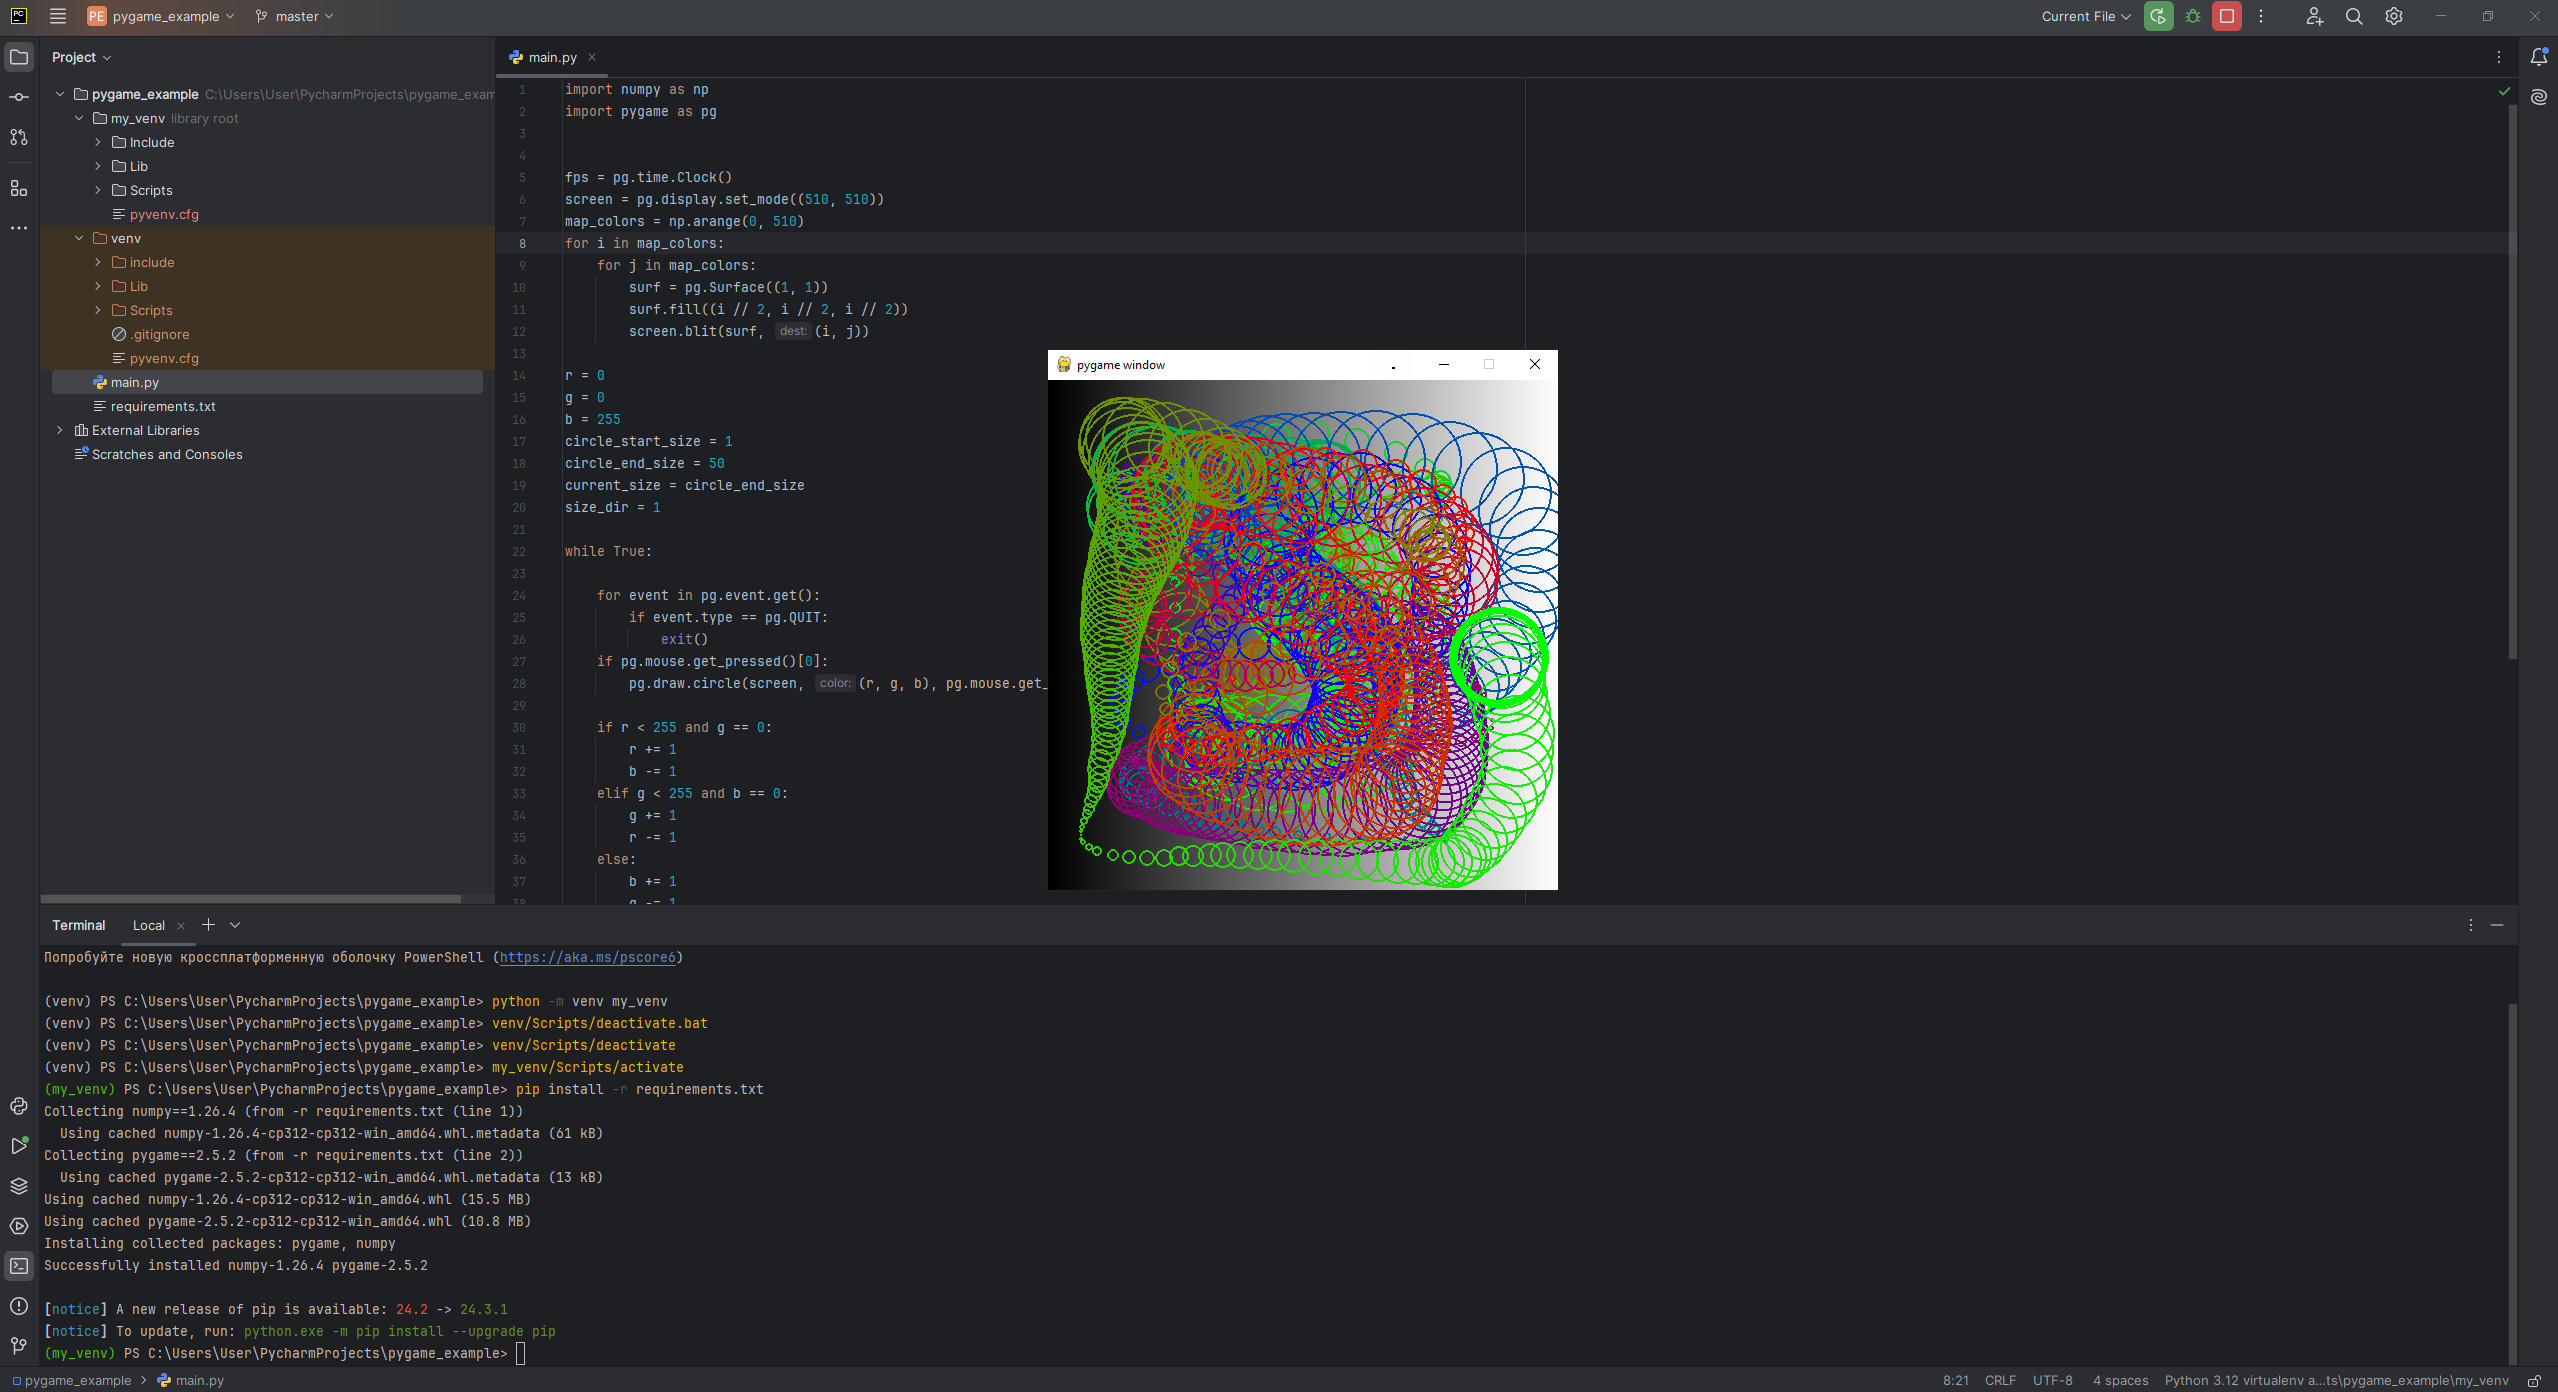 PC
PE pygame_example master Current File
Project
main.py
pygame_example C:\Users\User\PycharmProjects\pygame_exam
my_venv library root
Include
Lib
Scripts
pyvenv.cfg
venv
include
Lib
Scripts
.gitignore
pyvenv.cfg
main.py
requirements.txt
External Libraries
Scratches and Consoles
1 import numpy as np
2 import pygame as pg
3
4
5 fps = pg.time.Clock()
6 screen = pg.display.set_mode((510, 510))
7 map_colors = np.arange(0, 510)
8 for i in map_colors:
9 for j in map_colors:
10 surf = pg.Surface((1, 1))
11 surf.fill((i // 2, i // 2, i // 2))
12 screen.blit(surf, dest: (i, j))
13
14 r = 0
15 g = 0
16 b = 255
17 circle_start_size = 1
18 circle_end_size = 50
19 current_size = circle_end_size
20 size_dir = 1
21
22 while True:
23
24 for event in pg.event.get():
25 if event.type == pg.QUIT:
26 exit()
27 if pg.mouse.get_pressed()[0]:
28 pg.draw.circle(screen, color: (r, g, b), pg.mouse.get_
29
30 if r < 255 and g == 0:
31 r += 1
32 b -= 1
33 elif g < 255 and b == 0:
34 g += 1
35 r -= 1
36 else:
37 b += 1
38 g -= 1
pygame window
Terminal Local
Попробуйте новую кроссплатформенную оболочку PowerShell (https://aka.ms/pscore6)
(venv) PS C:\Users\User\PycharmProjects\pygame_example> python -m venv my_venv
(venv) PS C:\Users\User\PycharmProjects\pygame_example> venv/Scripts/deactivate.bat
(venv) PS C:\Users\User\PycharmProjects\pygame_example> venv/Scripts/deactivate
(venv) PS C:\Users\User\PycharmProjects\pygame_example> my_venv/Scripts/activate
(my_venv) PS C:\Users\User\PycharmProjects\pygame_example> pip install -r requirements.txt
Collecting numpy==1.26.4 (from -r requirements.txt (line 1))
Using cached numpy-1.26.4-cp312-cp312-win_amd64.whl.metadata (61 kB)
Collecting pygame==2.5.2 (from -r requirements.txt (line 2))
Using cached pygame-2.5.2-cp312-cp312-win_amd64.whl.metadata (13 kB)
Using cached numpy-1.26.4-cp312-cp312-win_amd64.whl (15.5 MB)
Using cached pygame-2.5.2-cp312-cp312-win_amd64.whl (10.8 MB)
Installing collected packages: pygame, numpy
Successfully installed numpy-1.26.4 pygame-2.5.2
[notice] A new release of pip is available: 24.2 -> 24.3.1
[notice] To update, run: python.exe -m pip install --upgrade pip
(my_venv) PS C:\Users\User\PycharmProjects\pygame_example>
pygame_example > main.py 8:21 CRLF UTF-8 4 spaces Python 3.12 virtualenv a...ts\pygame_example\my_venv